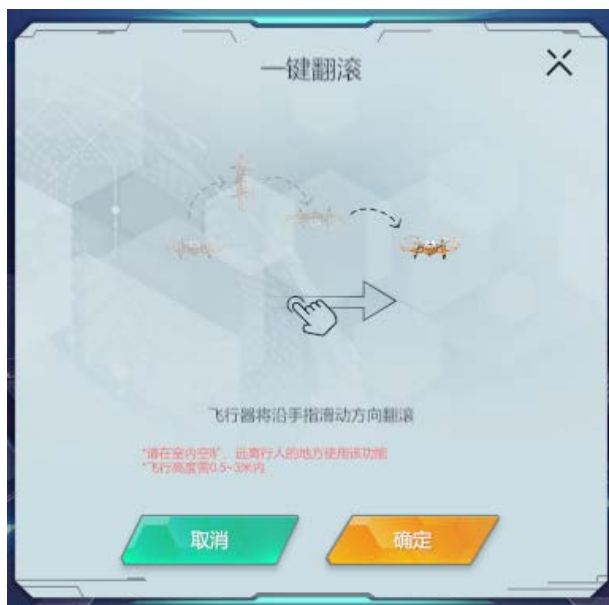 一键翻滚
飞行器将沿手指滑动方向翻滚
*请在室内空旷、远离行人的地方使用该功能
*飞行高度需0.5~3米内
取消
确定